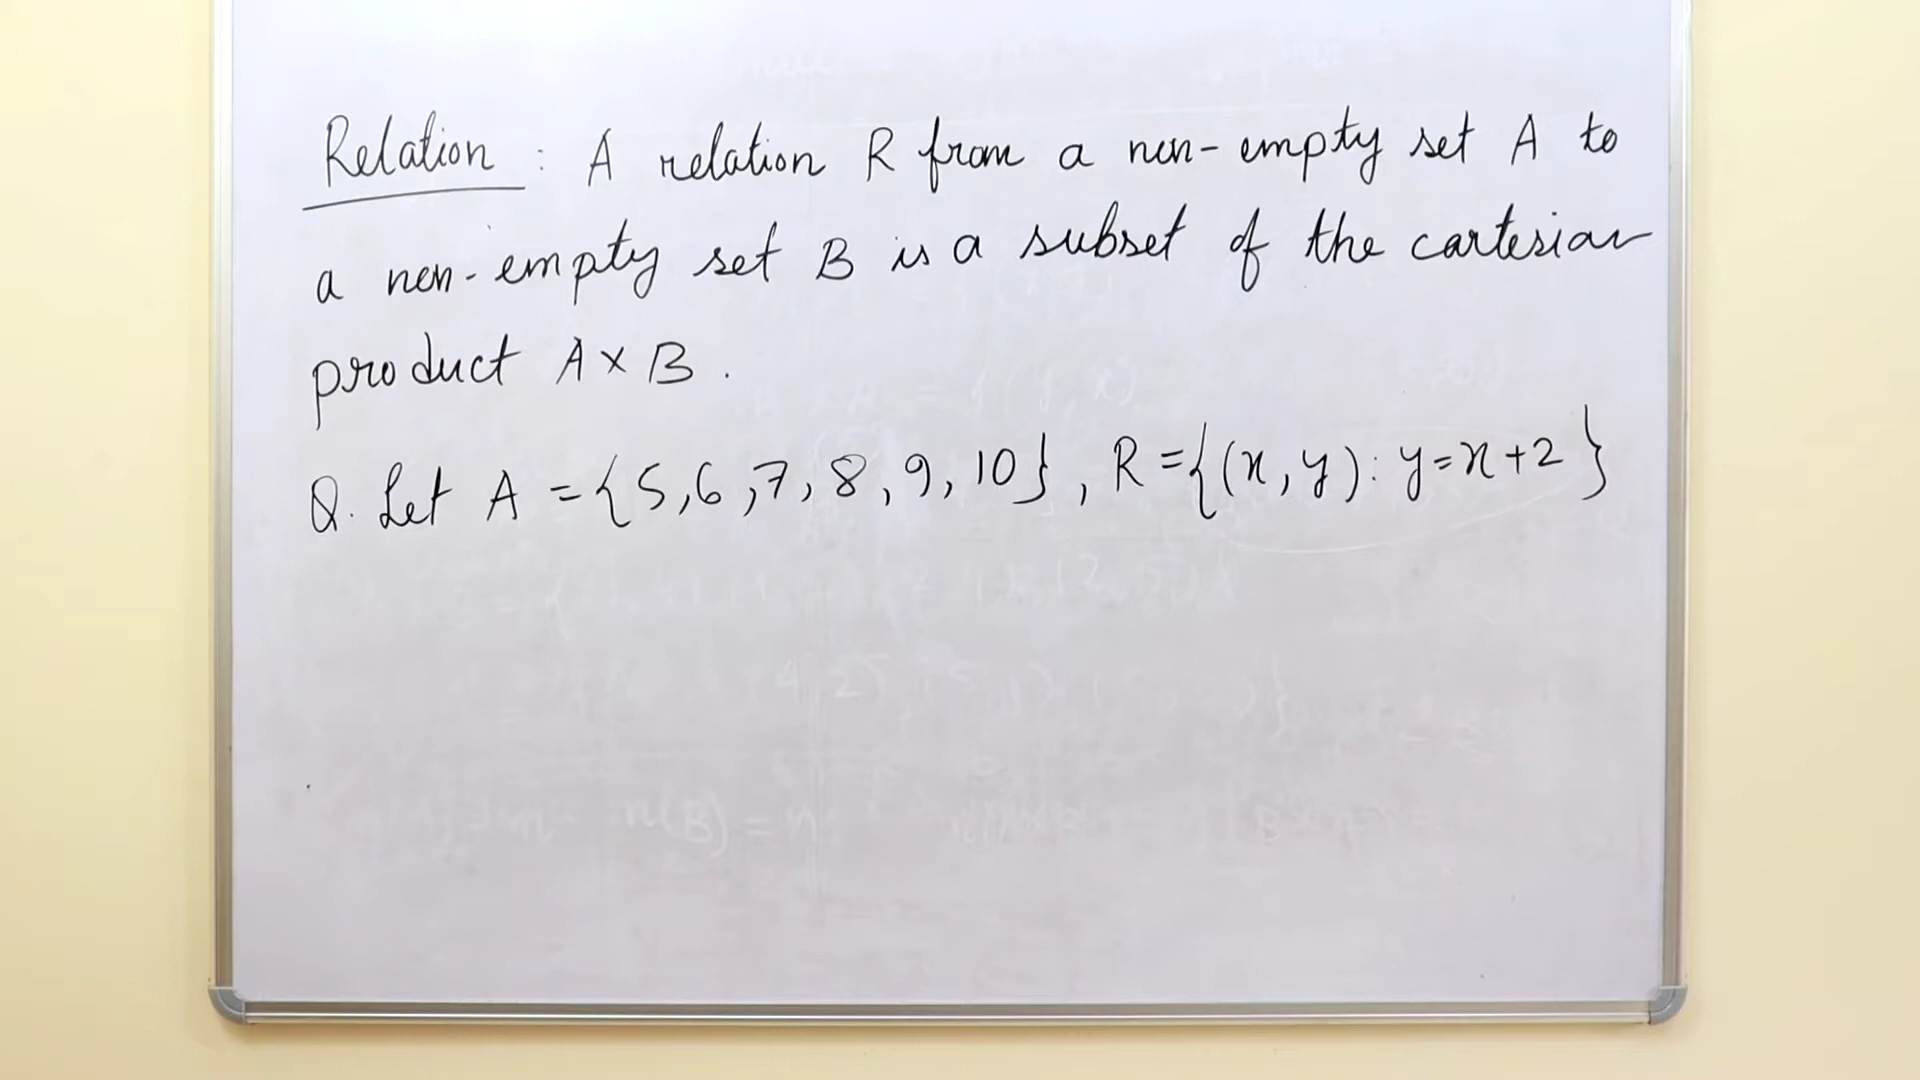 Relation : A relation R from a non-empty set A to
a non-empty set B is a subset of the cartesian
product A × B .
Q. Let A = {5,6,7,8,9,10}, R={(x,y): y=x+2}